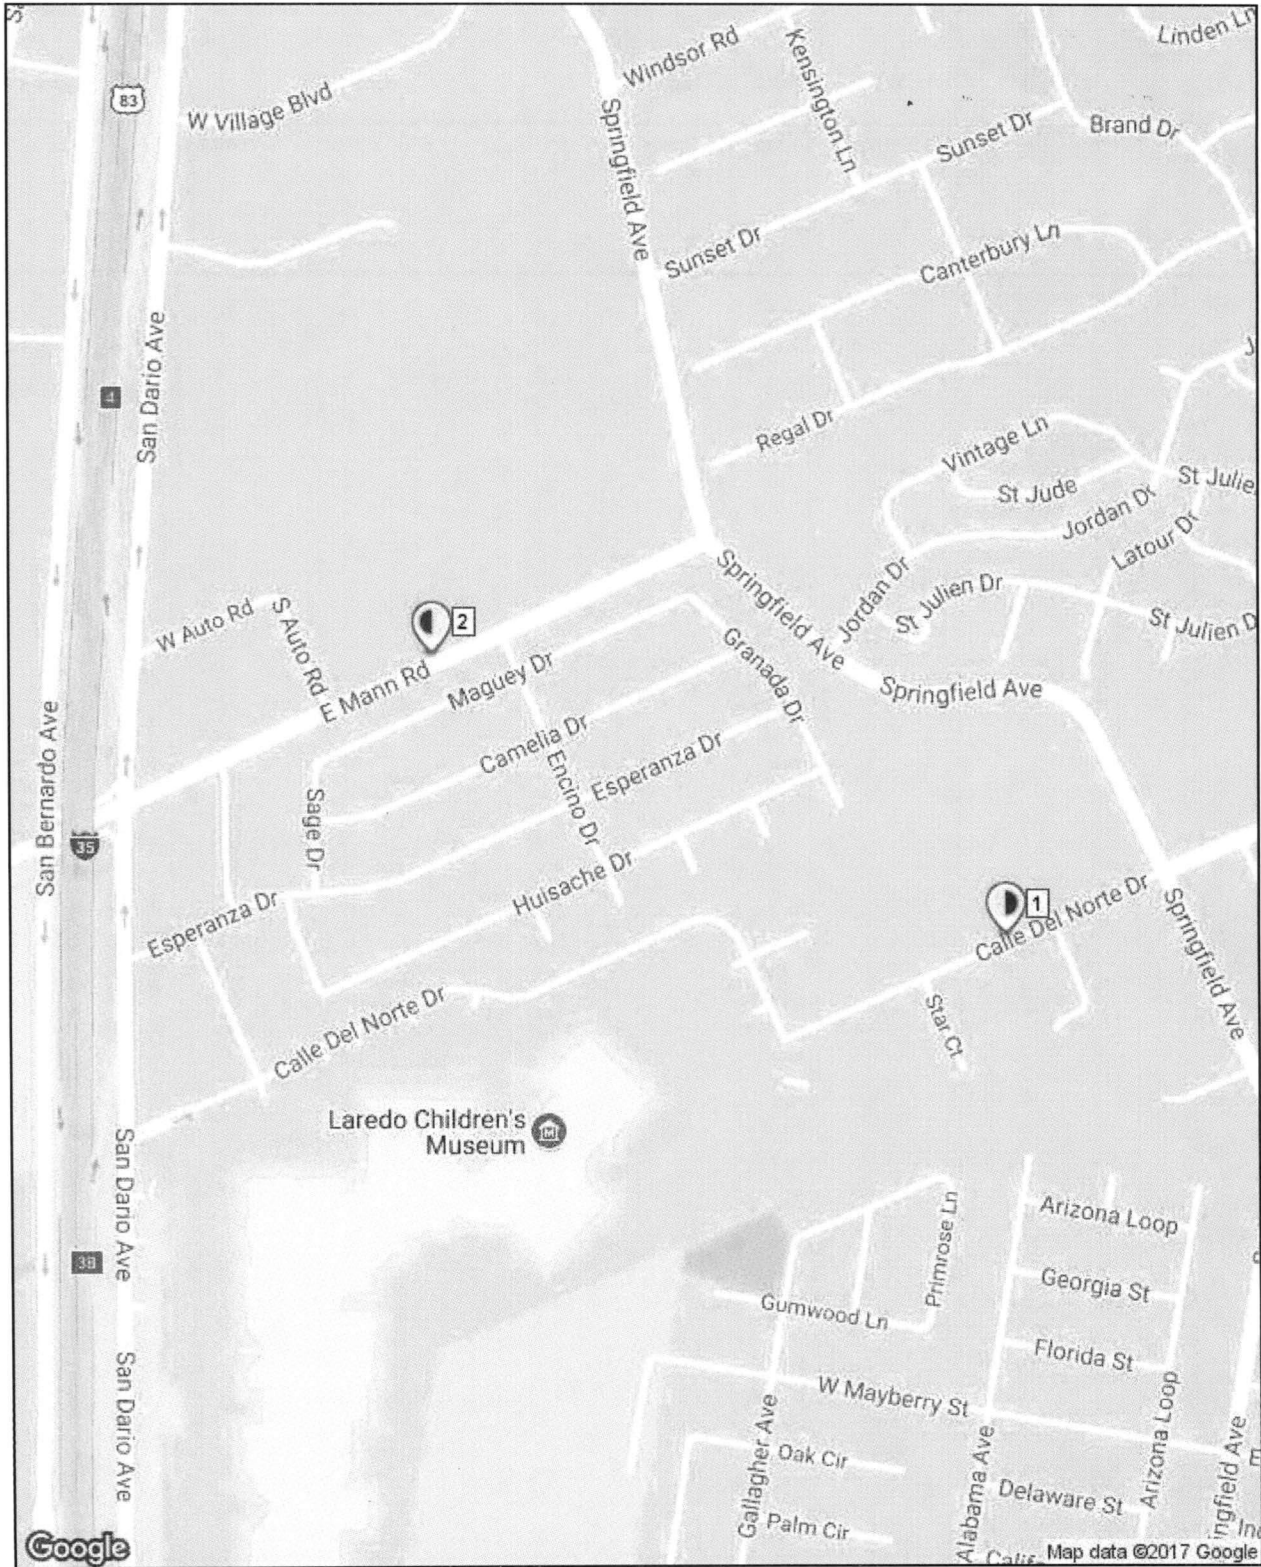 Linden Ln
Windsor Rd
Kensington Ln
83
W Village Blvd
Springfield Ave
Sunset Dr
Brand Dr
Sunset Dr
Canterbury Ln
San Dario Ave
4
Regal Dr
Vintage Ln
St Jude
St Julie
Jordan Dr
Latour Dr
Springfield Ave
Jordan Dr
St Julien Dr
St Julien D
W Auto Rd
S Auto Rd
2
E Mann Rd
Maguey Dr
Granada Dr
Springfield Ave
Camelia Dr
Encino Dr
Esperanza Dr
San Bernardo Ave
Sage Dr
35
Huisache Dr
Esperanza Dr
1
Calle Del Norte Dr
Springfield Ave
Calle Del Norte Dr
Star Ct
Laredo Children's
Museum
San Dario Ave
Primrose Ln
Arizona Loop
Georgia St
Gumwood Ln
Florida St
San Dario Ave
W Mayberry St
Gallagher Ave
Oak Cir
Alabama Ave
Arizona Loop
Delaware St
ingfield Ave
Palm Cir
Google
Map data ©2017 Google